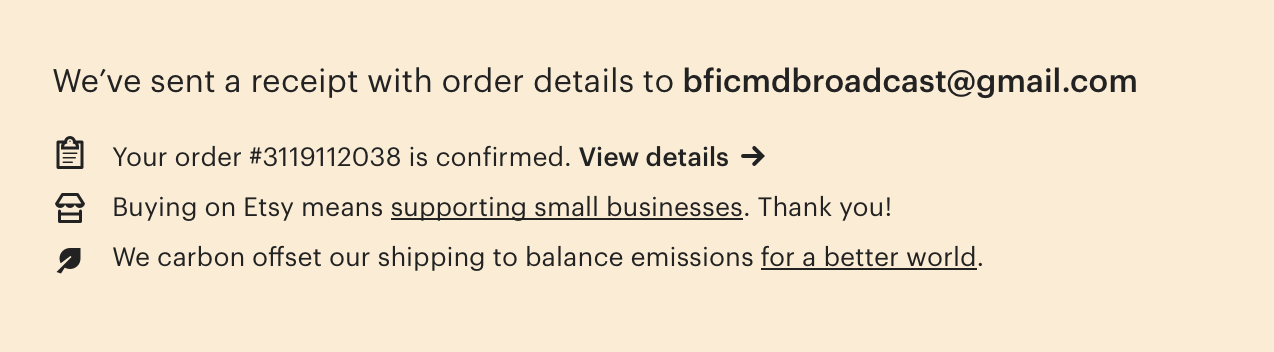 We’ve sent a receipt with order details to bficmdbroadcast@gmail.com
Your order #3119112038 is confirmed. View details →
Buying on Etsy means supporting small businesses. Thank you!
We carbon offset our shipping to balance emissions for a better world.